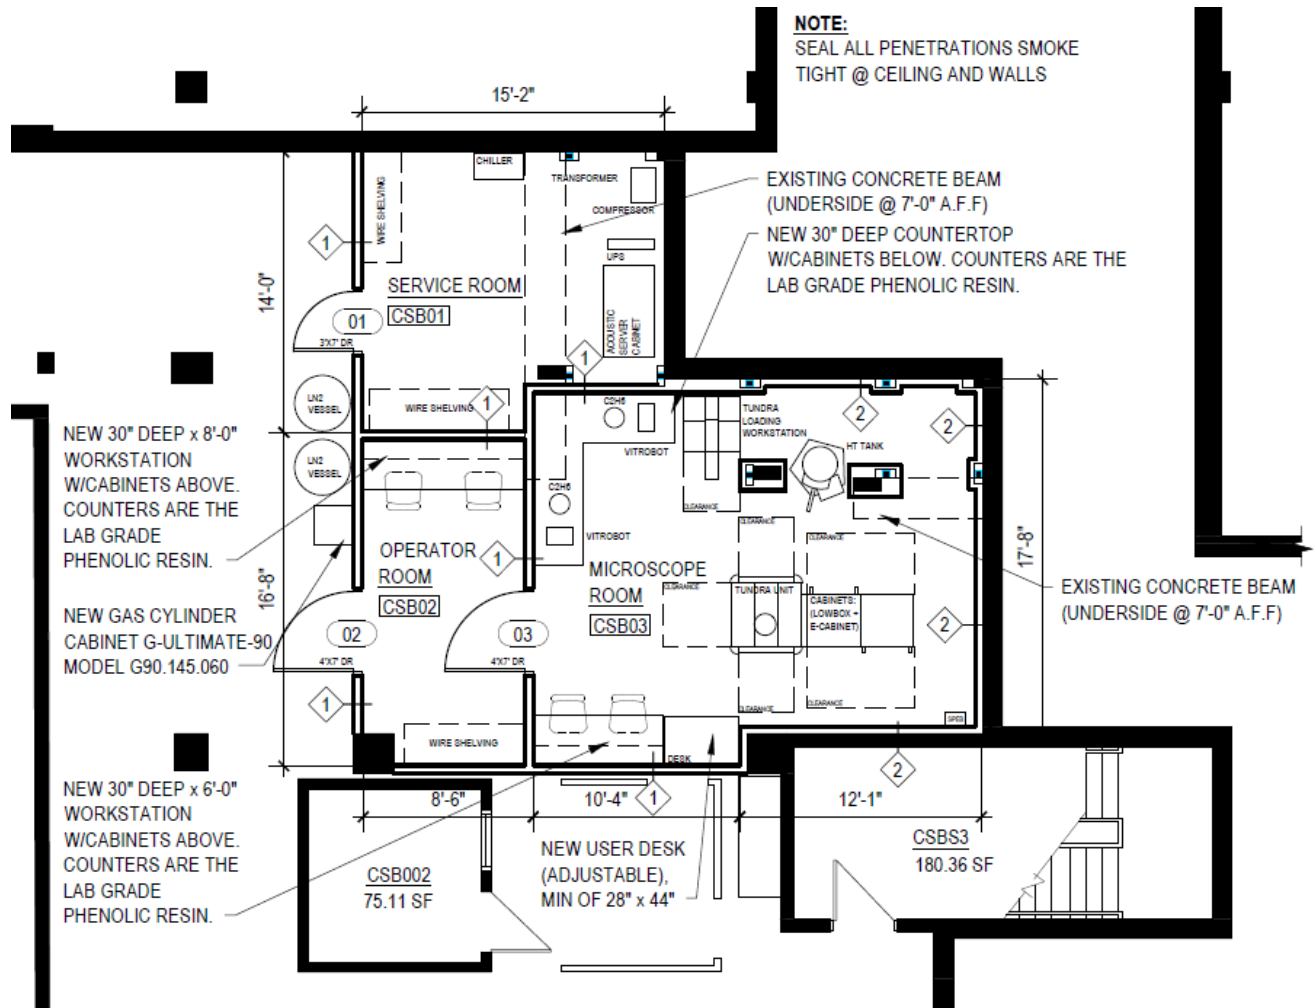 NOTE:
SEAL ALL PENETRATIONS SMOKE
TIGHT @ CEILING AND WALLS
15'-2"
CHILLER
TRANSFORMER
COMPRESSOR
WIRE SHELVING
UPS
EXISTING CONCRETE BEAM
(UNDERSIDE @ 7'-0" A.F.F)
NEW 30" DEEP COUNTERTOP
W/CABINETS BELOW. COUNTERS ARE THE
LAB GRADE PHENOLIC RESIN.
1
14'-0"
SERVICE ROOM
CSB01
01
3'X7' DR
ACOUSTIC
SERVER
CABINET
1
LN2
VESSEL
WIRE SHELVING
1
C2H6
VITROBOT
TUNDRA
LOADING
WORKSTATION
2
2
HT TANK
NEW 30" DEEP x 8'-0"
WORKSTATION
W/CABINETS ABOVE.
COUNTERS ARE THE
LAB GRADE
PHENOLIC RESIN.
LN2
VESSEL
C2H6
VITROBOT
CLEARANCE
CLEARANCE
CLEARANCE
OPERATOR
ROOM
CSB02
1
MICROSCOPE
ROOM
CSB03
CLEARANCE
TUNDRA UNIT
CABINETS:
(LOWBOX +
E-CABINET)
2
17'-8"
EXISTING CONCRETE BEAM
(UNDERSIDE @ 7'-0" A.F.F)
16'-8"
NEW GAS CYLINDER
CABINET G-ULTIMATE-90
MODEL G90.145.060
02
4'X7' DR
03
4'X7' DR
1
WIRE SHELVING
CLEARANCE
CLEARANCE
SPEB
DESK
1
2
NEW 30" DEEP x 6'-0"
WORKSTATION
W/CABINETS ABOVE.
COUNTERS ARE THE
LAB GRADE
PHENOLIC RESIN.
8'-6"
10'-4"
12'-1"
CSB002
75.11 SF
NEW USER DESK
(ADJUSTABLE),
MIN OF 28" x 44"
CSBS3
180.36 SF